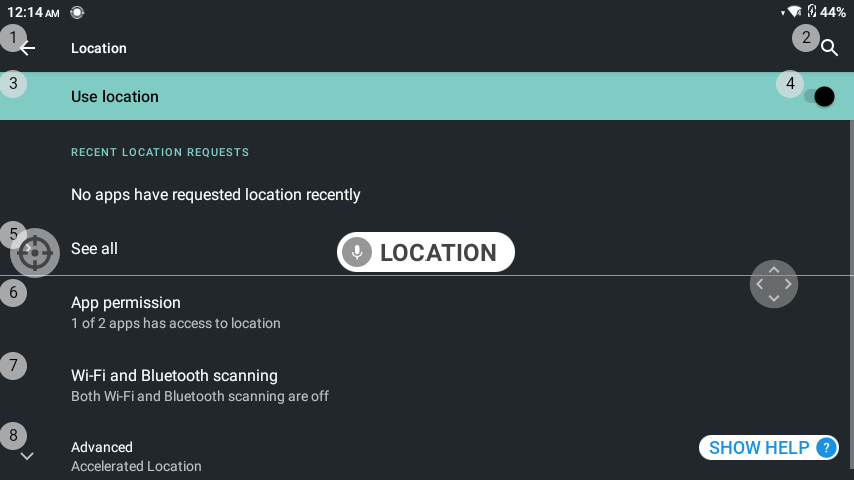 12:14 AM 44%
1 Location 2
3 Use location 4
RECENT LOCATION REQUESTS
No apps have requested location recently
5 See all
LOCATION
6 App permission
1 of 2 apps has access to location
7 Wi-Fi and Bluetooth scanning
Both Wi-Fi and Bluetooth scanning are off
8 Advanced
Accelerated Location
SHOW HELP ?